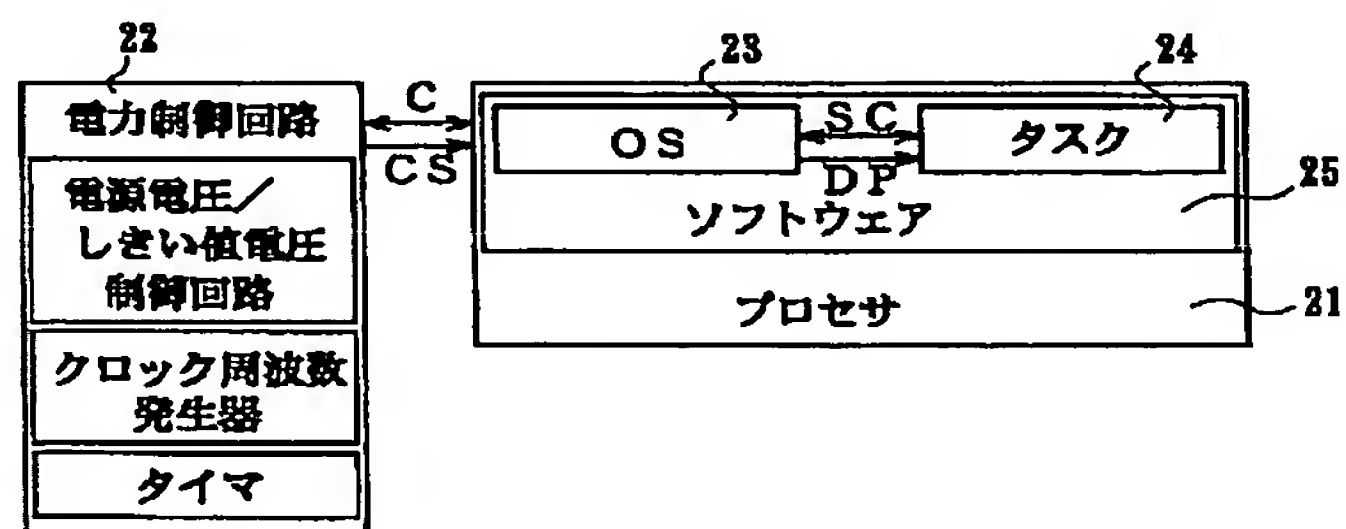 22
電力制御回路
電源電圧/
しきい値電圧
制御回路
クロック周波数
発生器
タイマ
C
CS
23
24
OS
SC
DP
タスク
25
ソフトウェア
プロセサ
21